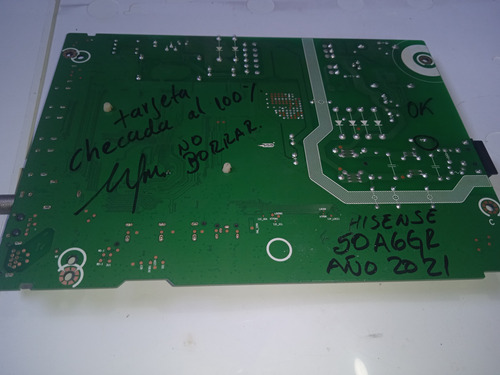 tarjeta
checada al 100%
NO
BORRAR.
OK
HISENSE
50A6GR
AÑO 2021